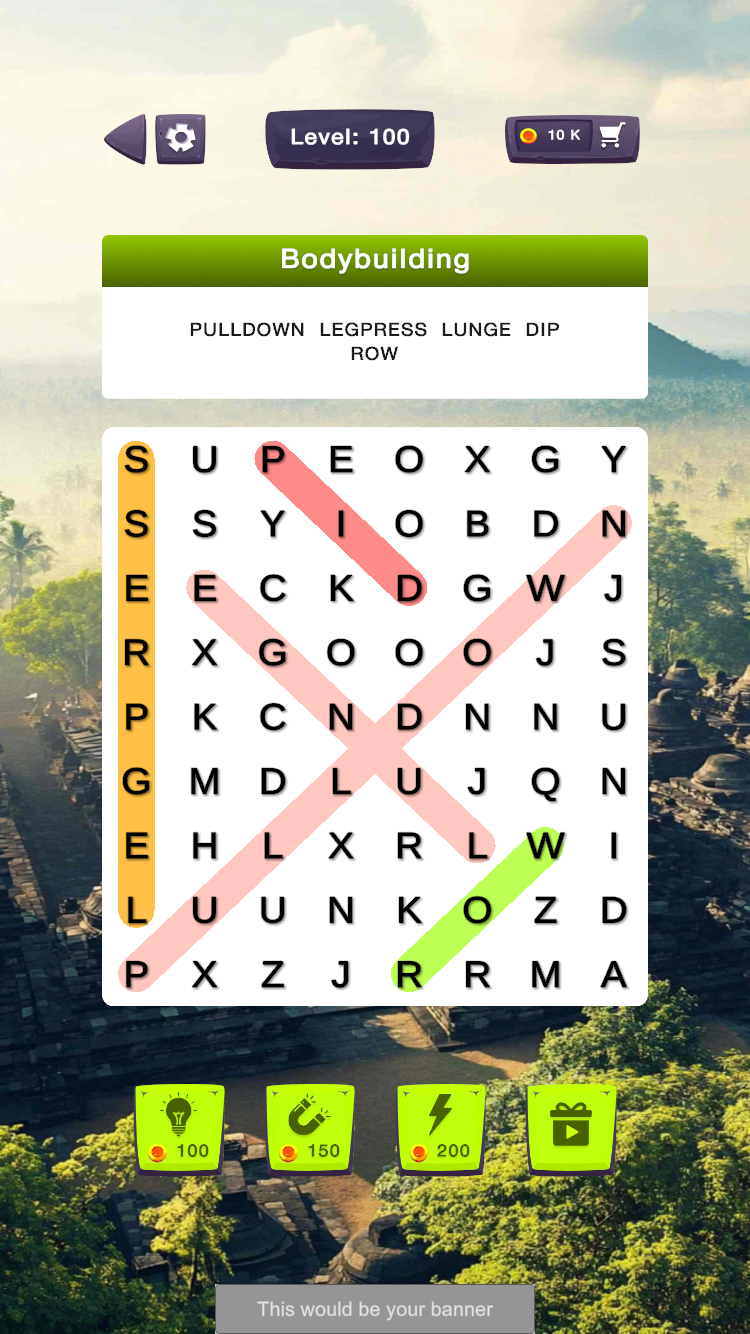 Level: 100
10 K
Bodybuilding
PULLDOWN LEGPRESS LUNGE DIP
ROW
S U P E O X G Y
S S Y I O B D N
E E C K D G W J
R X G O O O J S
P K C N D N N U
G M D L U J Q N
E H L X R L W I
L U U N K O Z D
P X Z J R R M A
100 150 200
This would be your banner